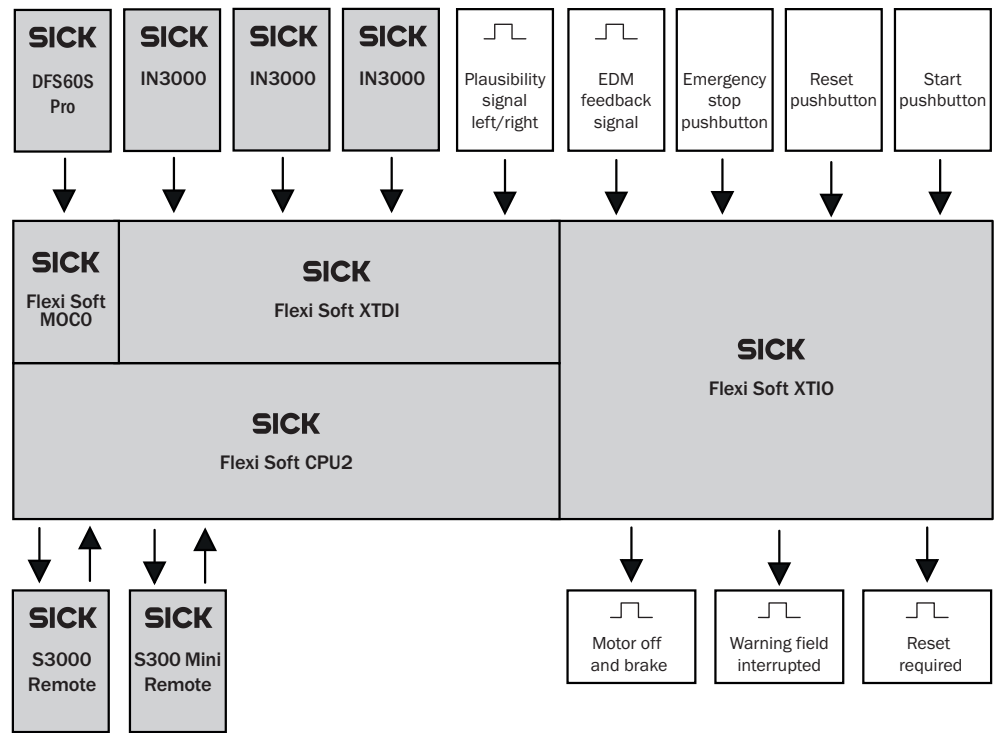 SICK
DFS60S
Pro
SICK
IN3000
SICK
IN3000
SICK
IN3000
Plausibility
signal
left/right
EDM
feedback
signal
Emergency
stop
pushbutton
Reset
pushbutton
Start
pushbutton
SICK
Flexi Soft
MOCO
SICK
Flexi Soft XTDI
SICK
Flexi Soft XTIO
SICK
Flexi Soft CPU2
SICK
S3000
Remote
SICK
S300 Mini
Remote
Motor off
and brake
Warning field
interrupted
Reset
required